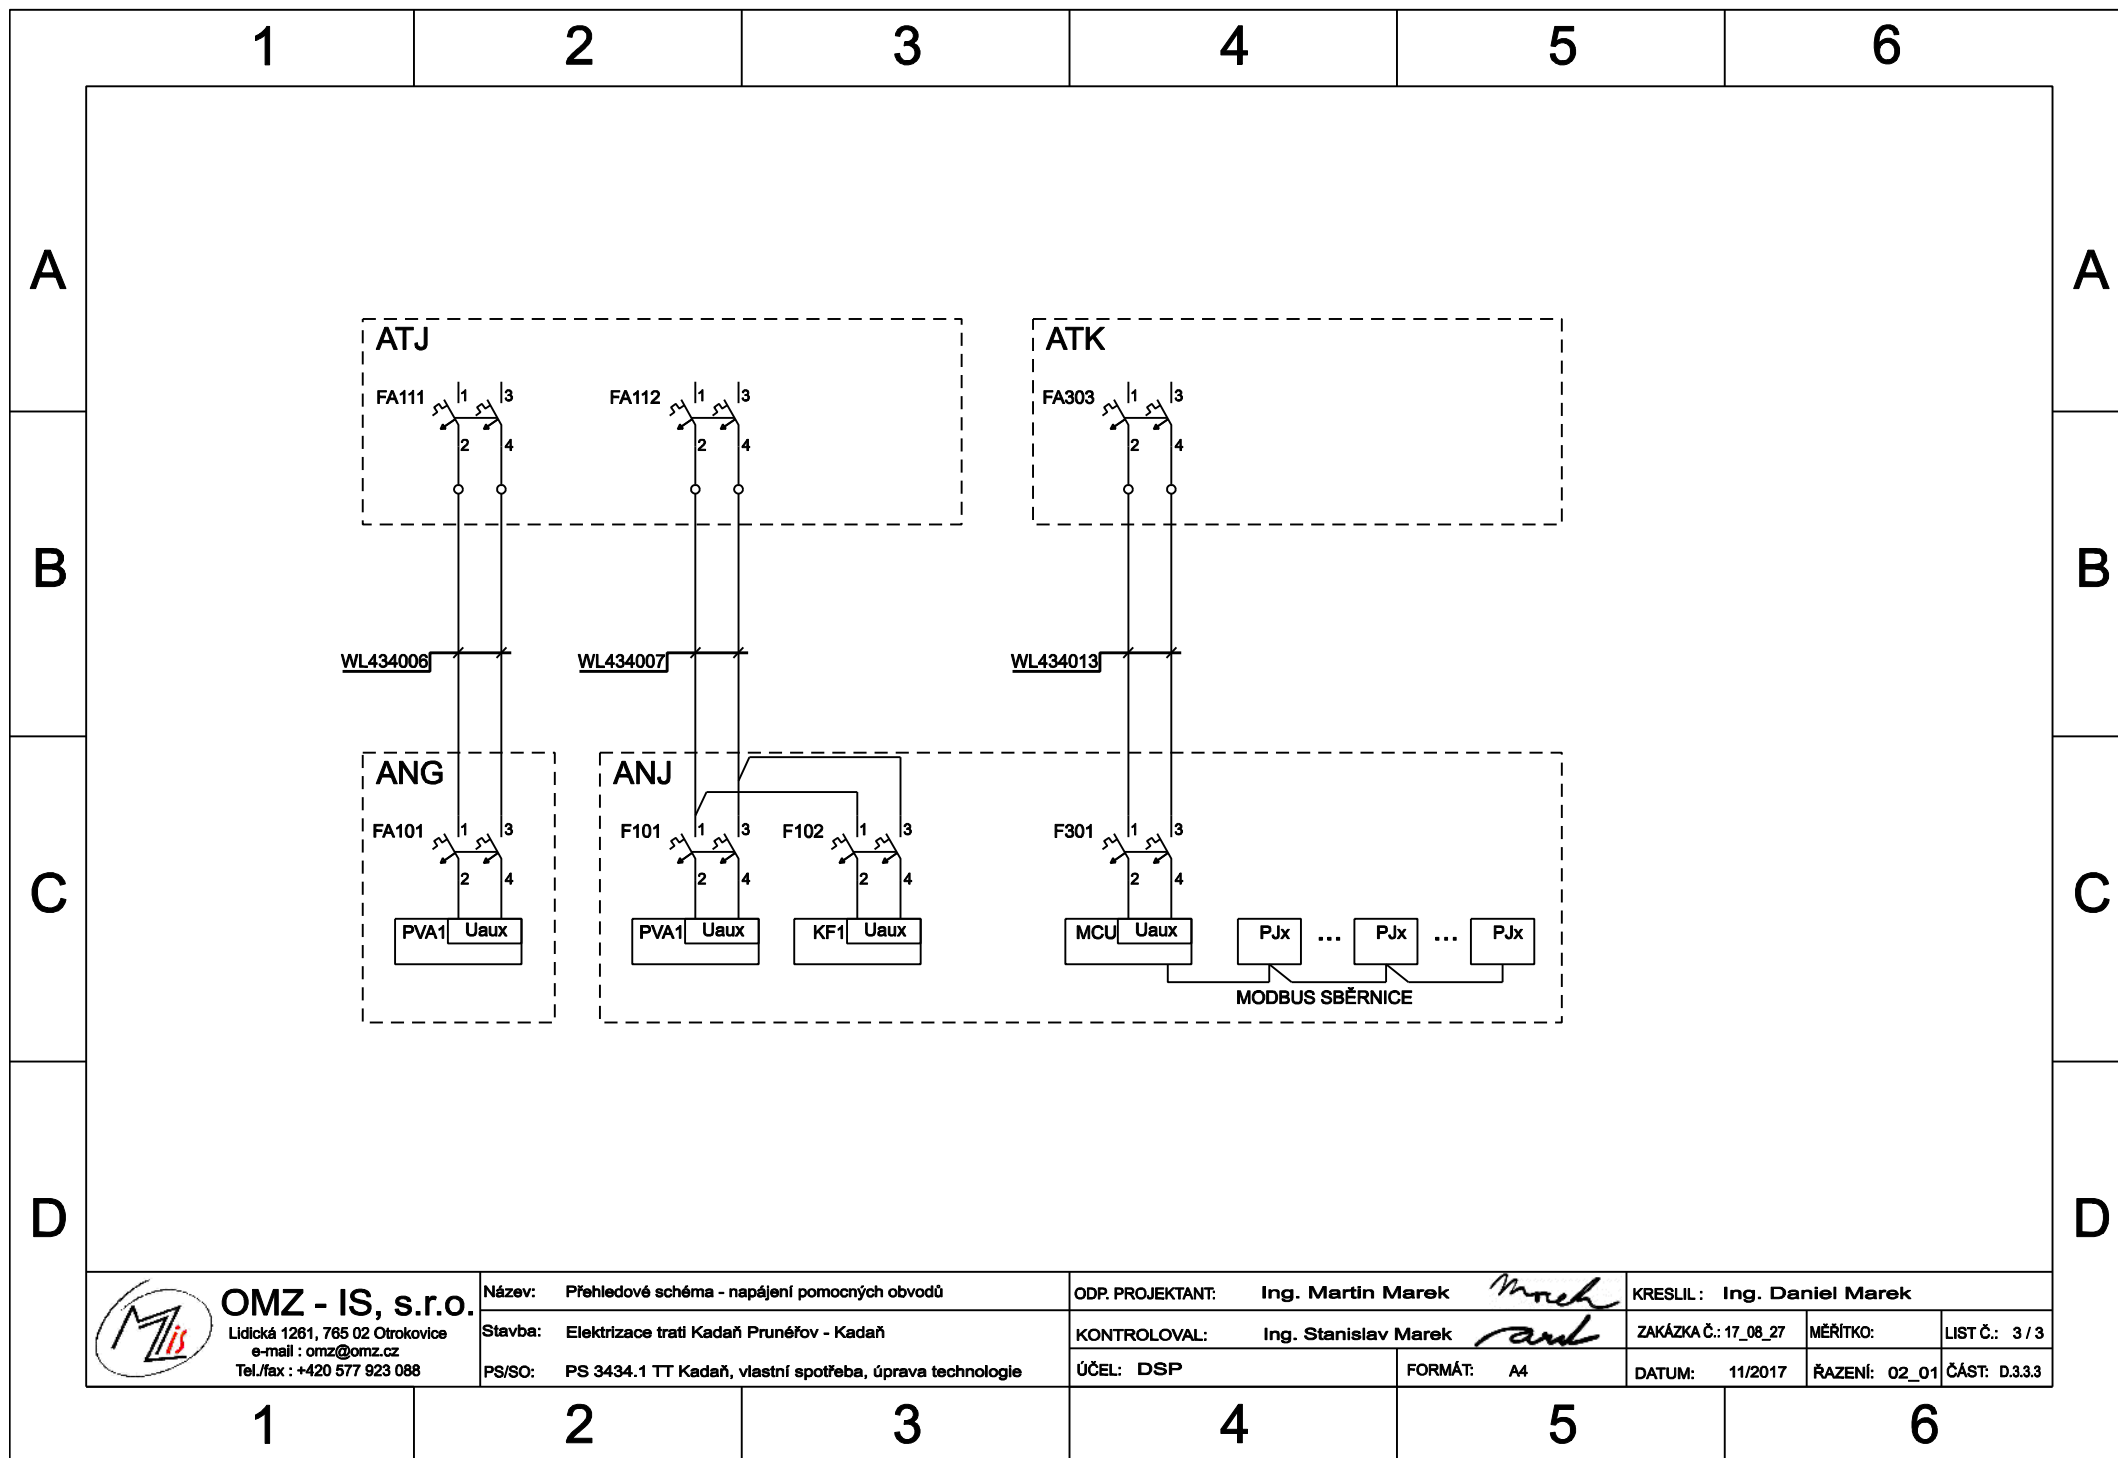 1 2 3 4 5 6
A A
ATJ ATK
FA111 1 3 FA112 1 3 FA303 1 3
2 4 2 4 2 4
B B
WL434006 WL434007 WL434013
ANG ANJ
FA101 1 3 F101 1 3 F102 1 3 F301 1 3
2 4 2 4 2 4 2 4
C C
PVA1 Uaux PVA1 Uaux KF1 Uaux MCU Uaux PJx ... PJx ... PJx
MODBUS SBĚRNICE
D D
MZis
OMZ - IS, s.r.o.
Lidická 1261, 765 02 Otrokovice
e-mail : omz@omz.cz
Tel./fax : +420 577 923 088
Název: Přehledové schéma - napájení pomocných obvodů
Stavba: Elektrizace trati Kadaň Prunéřov - Kadaň
PS/SO: PS 3434.1 TT Kadaň, vlastní spotřeba, úprava technologie
ODP. PROJEKTANT: Ing. Martin Marek
KONTROLOVAL: Ing. Stanislav Marek
ÚČEL: DSP FORMÁT: A4
KRESLIL : Ing. Daniel Marek
ZAKÁZKA Č.: 17_08_27 MĚŘÍTKO: LIST Č.: 3 / 3
DATUM: 11/2017 ŘAZENÍ: 02_01 ČÁST: D.3.3.3
1 2 3 4 5 6